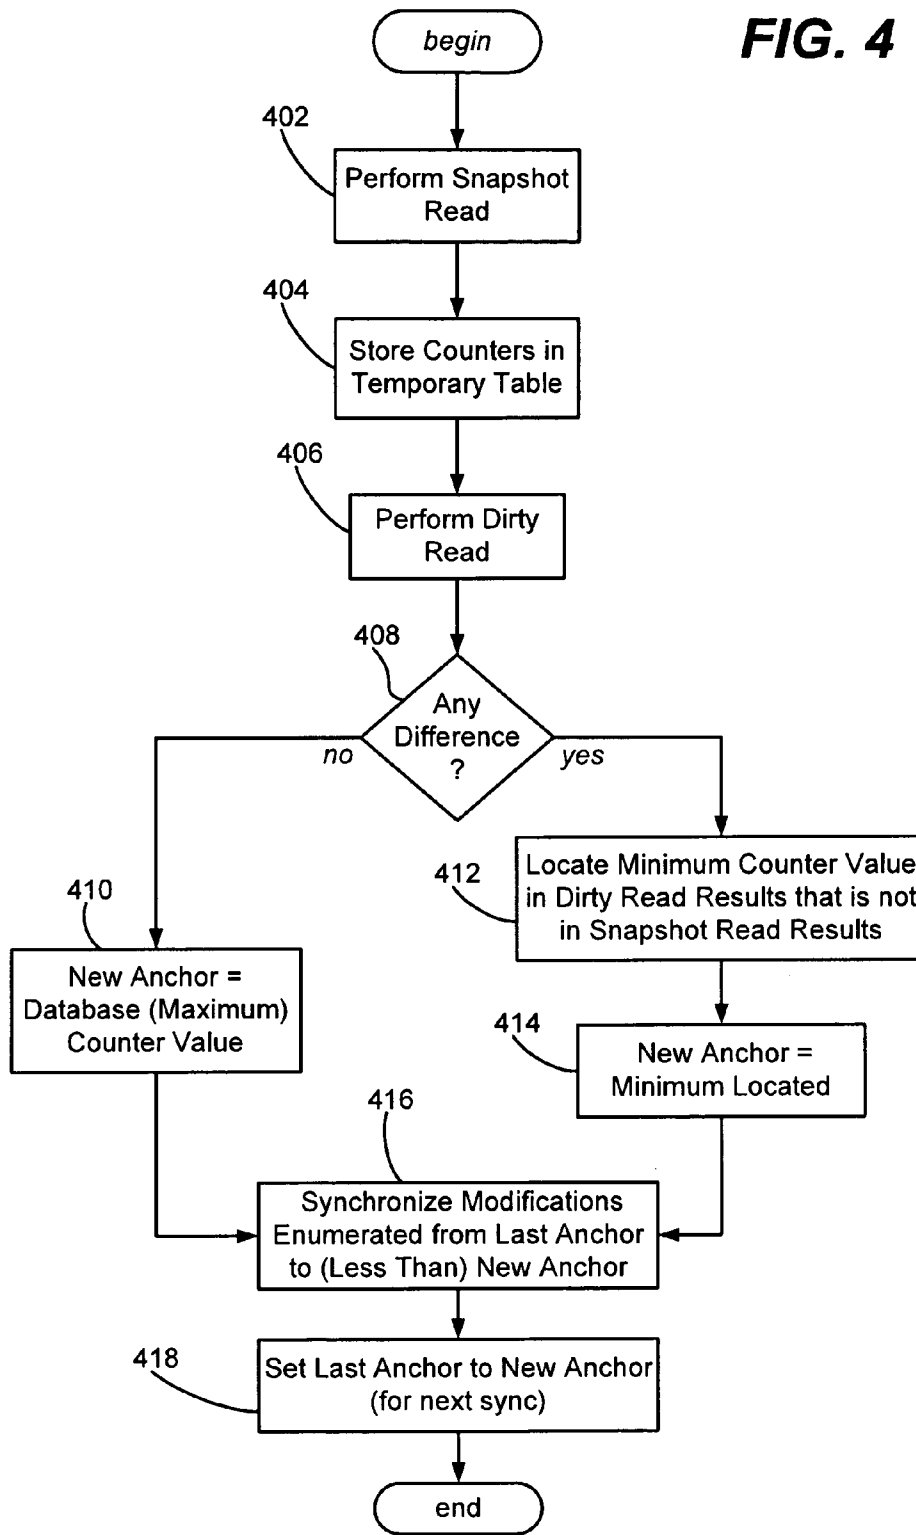 FIG. 4
begin
402
Perform Snapshot
Read
404
Store Counters in
Temporary Table
406
Perform Dirty
Read
408
Any
Difference
?
no
yes
410
New Anchor =
Database (Maximum)
Counter Value
412
Locate Minimum Counter Value
in Dirty Read Results that is not
in Snapshot Read Results
414
New Anchor =
Minimum Located
416
Synchronize Modifications
Enumerated from Last Anchor
to (Less Than) New Anchor
418
Set Last Anchor to New Anchor
(for next sync)
end